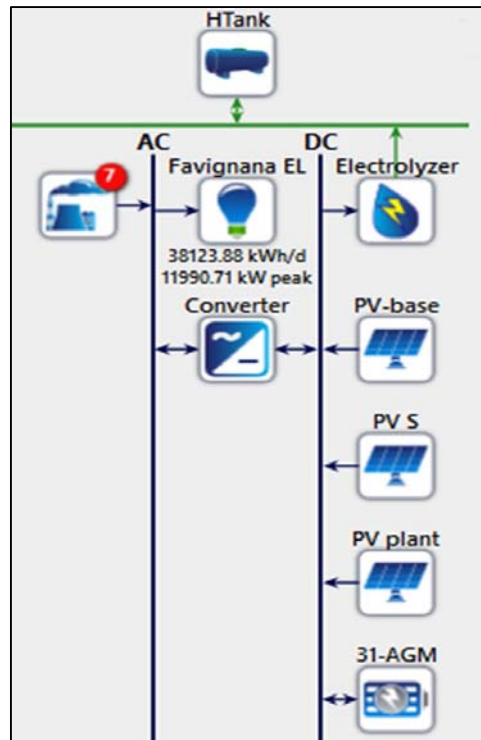 HTank
AC
DC
7
Favignana EL
Electrolyzer
38123.88 kWh/d
11990.71 kW peak
Converter
PV-base
PV S
PV plant
31-AGM